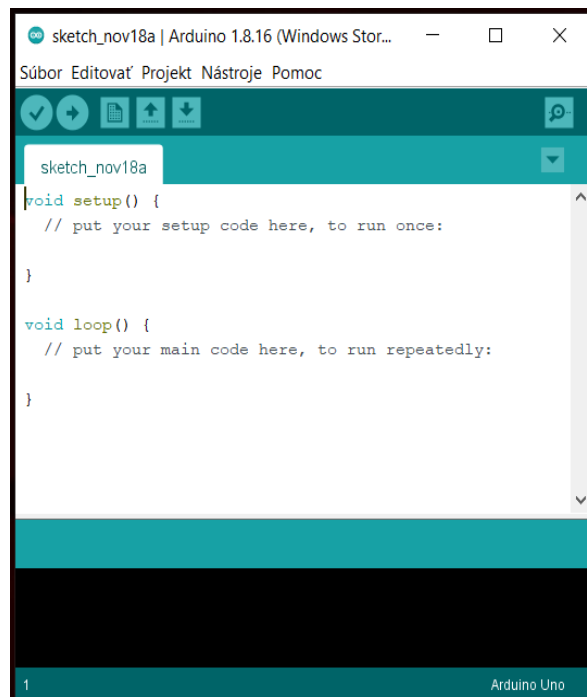 sketch_nov18a | Arduino 1.8.16 (Windows Stor...
Súbor Editovať Projekt Nástroje Pomoc
sketch_nov18a
void setup() {
  // put your setup code here, to run once:
}
void loop() {
  // put your main code here, to run repeatedly:
}
1 Arduino Uno